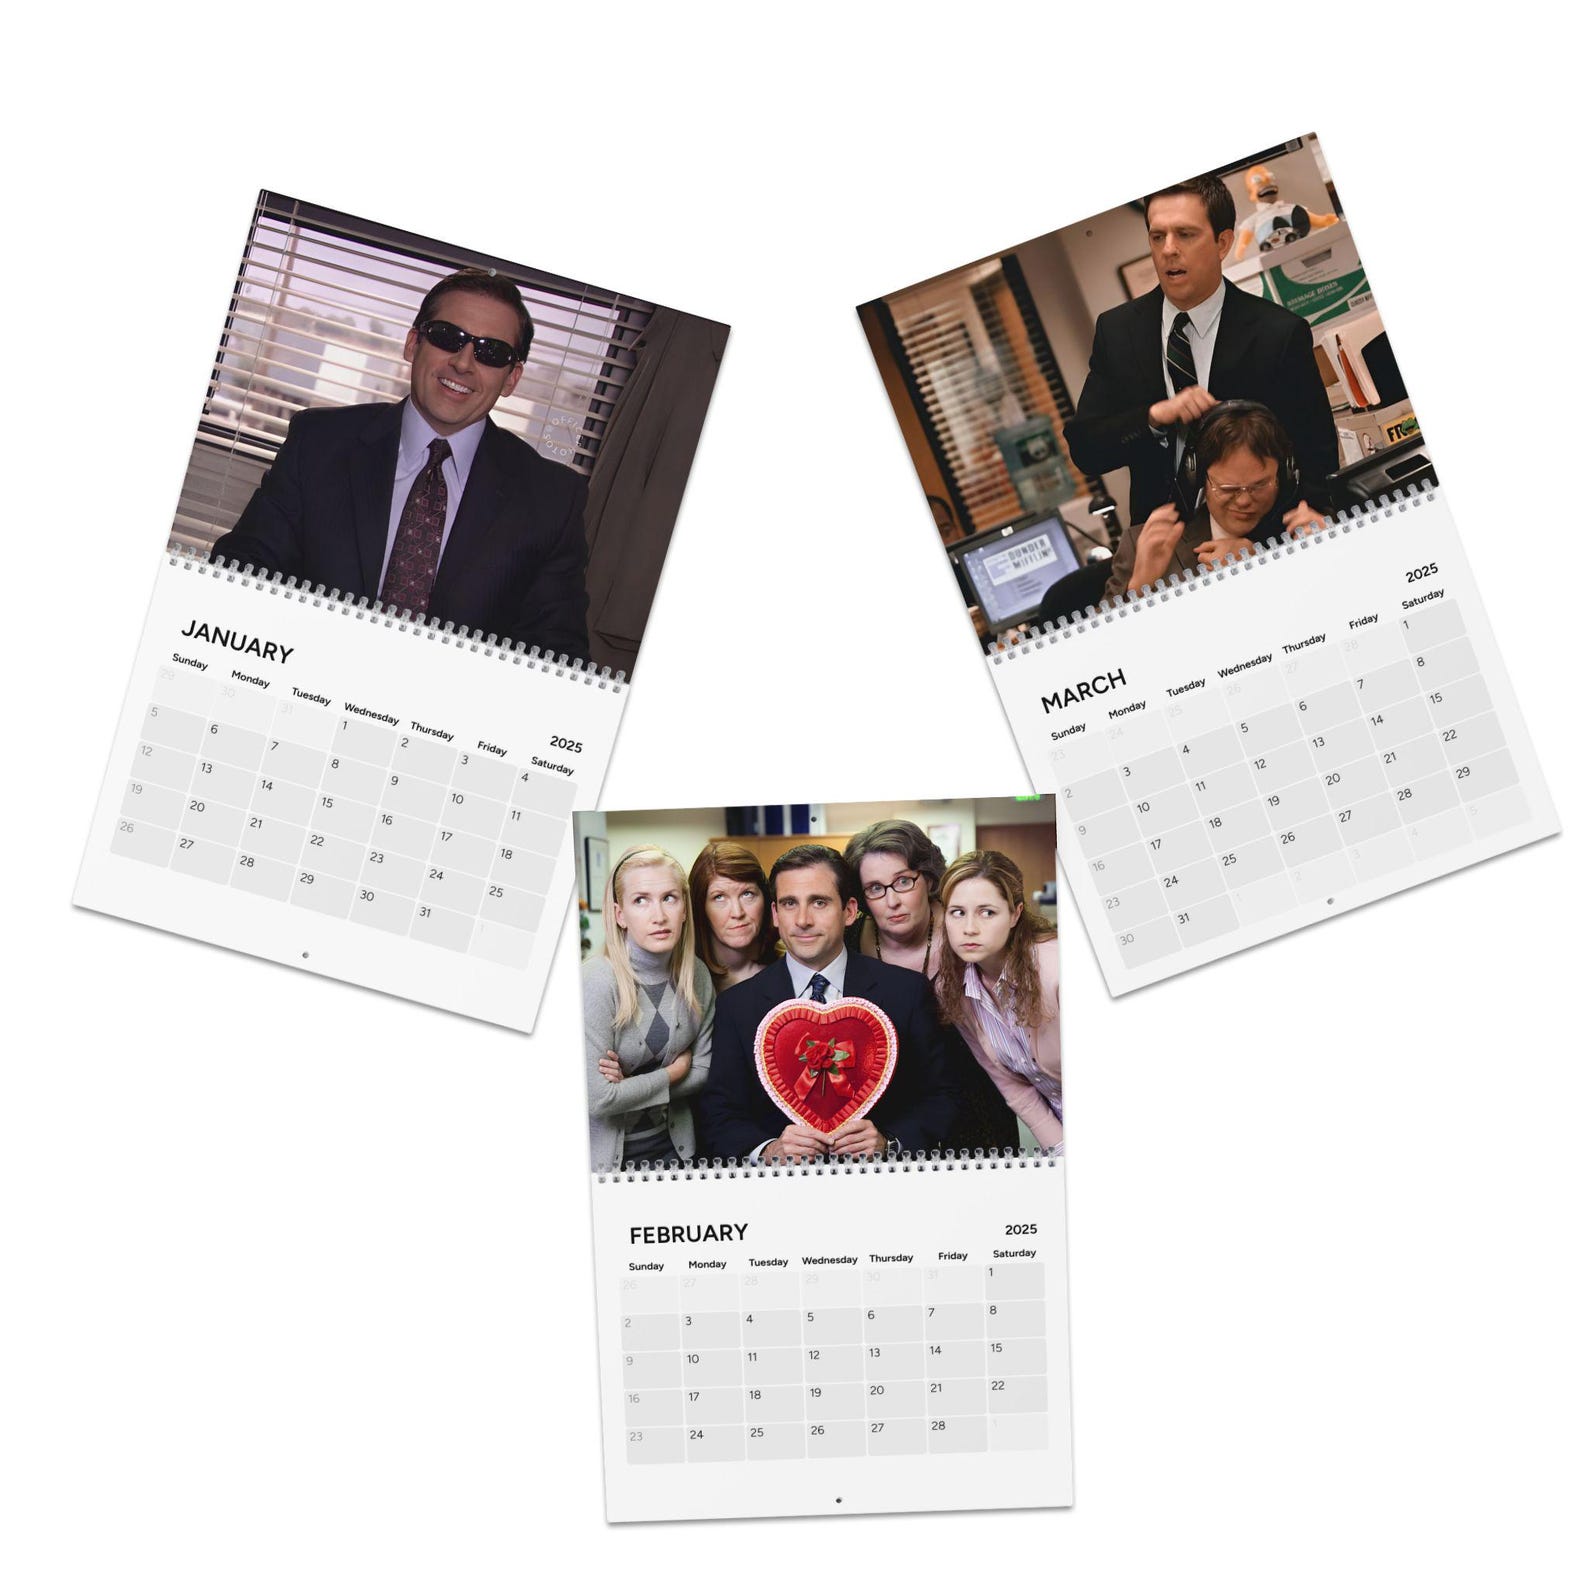 JANUARY 2025
Sunday Monday Tuesday Wednesday Thursday Friday Saturday
29 30 31 1 2 3 4
5 6 7 8 9 10 11
12 13 14 15 16 17 18
19 20 21 22 23 24 25
26 27 28 29 30 31 1
DUNDER
MIFFLIN
MARCH 2025
Sunday Monday Tuesday Wednesday Thursday Friday Saturday
23 24 25 26 27 28 1
2 3 4 5 6 7 8
9 10 11 12 13 14 15
16 17 18 19 20 21 22
23 24 25 26 27 28 29
30 31 1 2 3 4 5
FEBRUARY 2025
Sunday Monday Tuesday Wednesday Thursday Friday Saturday
26 27 28 29 30 31 1
2 3 4 5 6 7 8
9 10 11 12 13 14 15
16 17 18 19 20 21 22
23 24 25 26 27 28 1